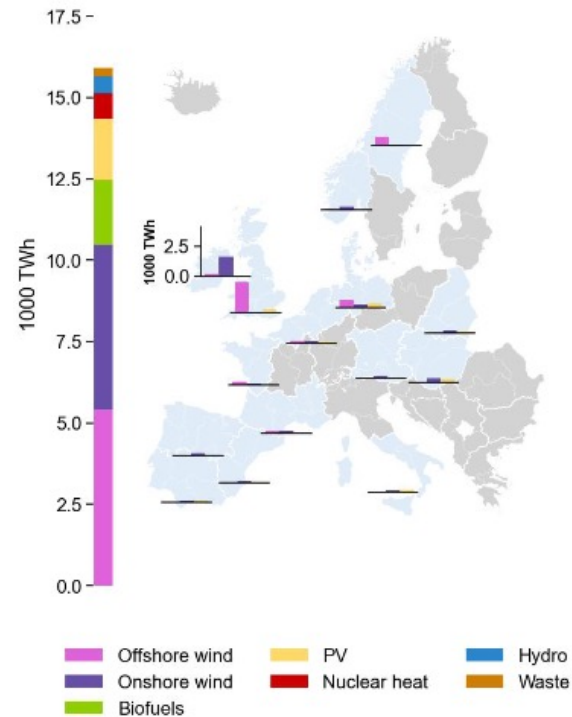 17.5
15.0
12.5
10.0
7.5
5.0
2.5
0.0
1000 TWh
1000 TWh
2.5
0.0
Offshore wind
Onshore wind
Biofuels
PV
Nuclear heat
Hydro
Waste